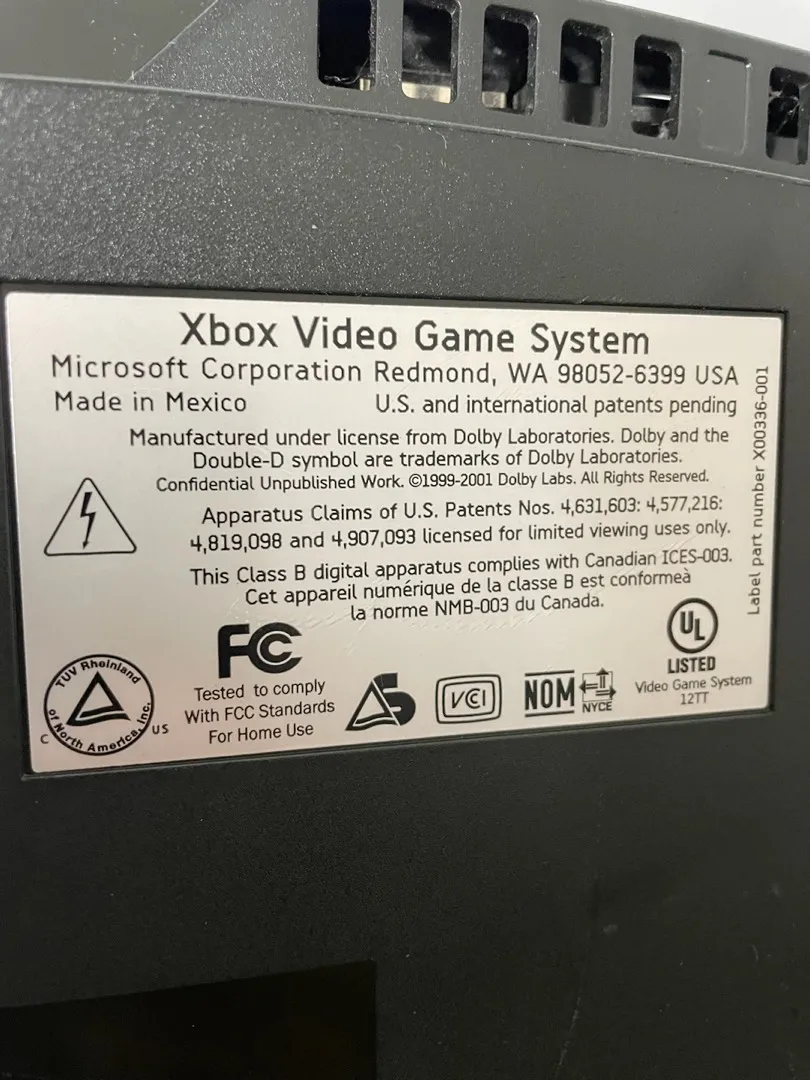 Xbox Video Game System
Microsoft Corporation Redmond, WA 98052-6399 USA
Made in Mexico
U.S. and international patents pending
Manufactured under license from Dolby Laboratories. Dolby and the
Double-D symbol are trademarks of Dolby Laboratories.
Confidential Unpublished Work. ©1999-2001 Dolby Labs. All Rights Reserved.
Apparatus Claims of U.S. Patents Nos. 4,631,603: 4,577,216:
4,819,098 and 4,907,093 licensed for limited viewing uses only.
This Class B digital apparatus complies with Canadian ICES-003.
Cet appareil numérique de la classe B est conformeà
la norme NMB-003 du Canada.
Label part number X00336-001
TUV Rheinland
of North America, Inc.
C US
FC
Tested to comply
With FCC Standards
For Home Use
S
VCI
NOM
NYCE
UL
LISTED
Video Game System
12TT